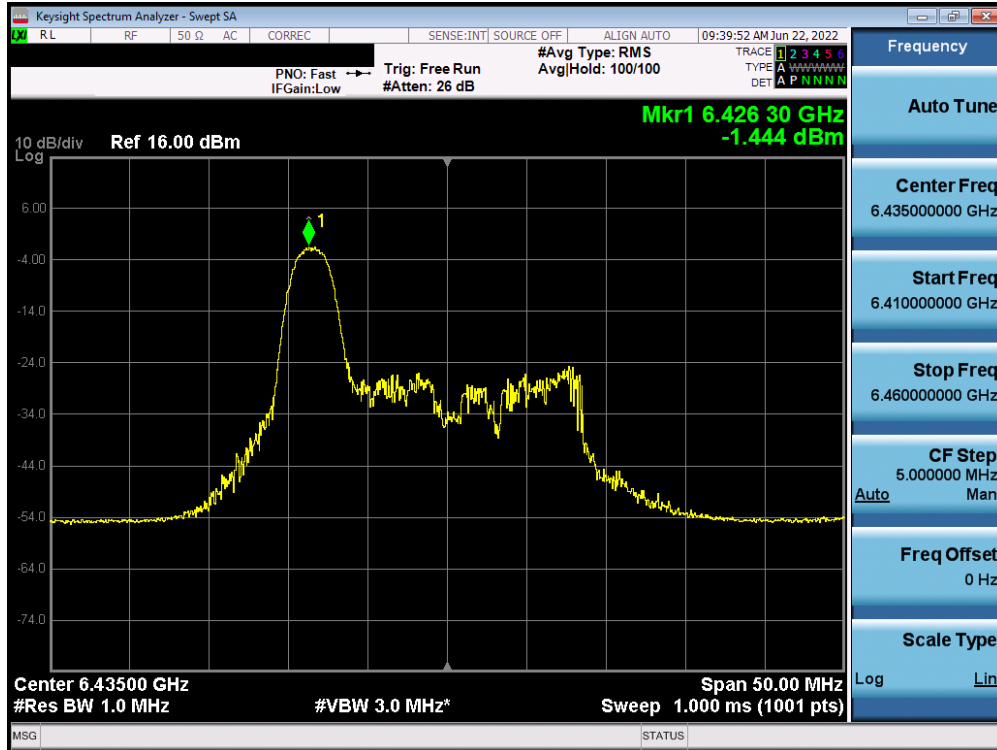 Keysight Spectrum Analyzer - Swept SA
LXI RL RF 50 Ω AC CORREC SENSE:INT SOURCE OFF ALIGN AUTO 09:39:52 AM Jun 22, 2022
PNO: Fast Trig: Free Run #Avg Type: RMS TRACE 1 2 3 4 5 6
IFGain:Low #Atten: 26 dB Avg|Hold: 100/100 TYPE A WWWWW
DET A P N N N N
Mkr1 6.426 30 GHz
-1.444 dBm
10 dB/div Ref 16.00 dBm
Log
1
6.00
-4.00
-14.0
-24.0
-34.0
-44.0
-54.0
-64.0
-74.0
Center 6.43500 GHz Span 50.00 MHz
#Res BW 1.0 MHz #VBW 3.0 MHz* Sweep 1.000 ms (1001 pts)
MSG STATUS
Frequency
Auto Tune
Center Freq
6.435000000 GHz
Start Freq
6.410000000 GHz
Stop Freq
6.460000000 GHz
CF Step
5.000000 MHz
Auto Man
Freq Offset
0 Hz
Scale Type
Log Lin